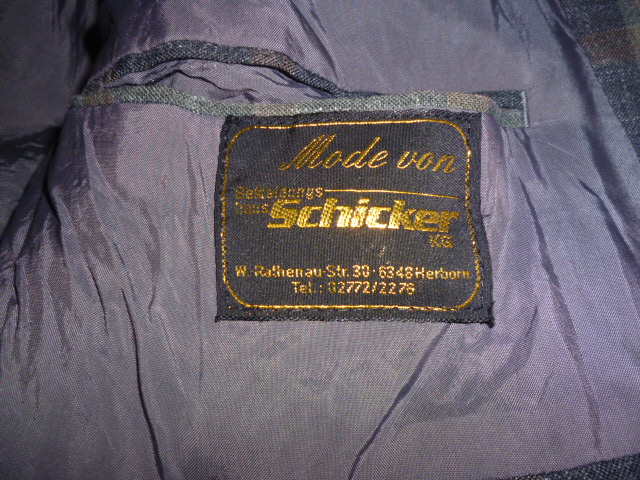 Mode von
Bekleidungs
haus Schicker
KG
W.-Rathenau-Str. 30 · 6348 Herborn
Tel.: 02772/2276